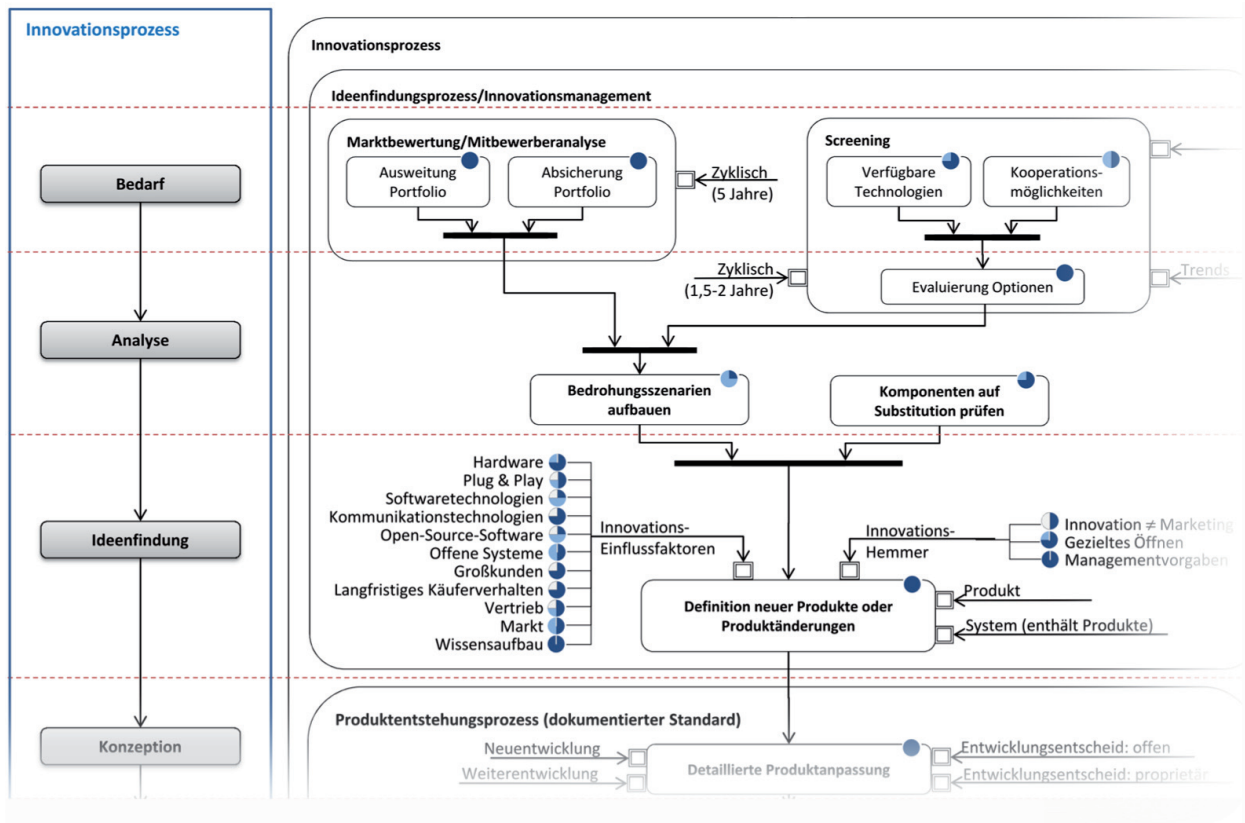 Innovationsprozess
Bedarf
Analyse
Ideenfindung
Konzeption
Innovationsprozess
Ideenfindungsprozess/Innovationsmanagement
Marktbewertung/Mitbewerberanalyse
Ausweitung
Portfolio
Absicherung
Portfolio
Zyklisch
(5 Jahre)
Screening
Verfügbare
Technologien
Kooperations-
möglichkeiten
Zyklisch
(1,5-2 Jahre)
Evaluierung Optionen
Trends
Bedrohungsszenarien
aufbauen
Komponenten auf
Substitution prüfen
Hardware
Plug & Play
Softwaretechnologien
Kommunikationstechnologien
Open-Source-Software
Offene Systeme
Großkunden
Langfristiges Käuferverhalten
Vertrieb
Markt
Wissensaufbau
Innovations-
Einflussfaktoren
Innovations-
Hemmer
Innovation ≠ Marketing
Gezieltes Öffnen
Managementvorgaben
Definition neuer Produkte oder
Produktänderungen
Produkt
System (enthält Produkte)
Produktentstehungsprozess (dokumentierter Standard)
Neuentwicklung
Weiterentwicklung
Detaillierte Produktanpassung
Entwicklungsentscheid: offen
Entwicklungsentscheid: proprietär